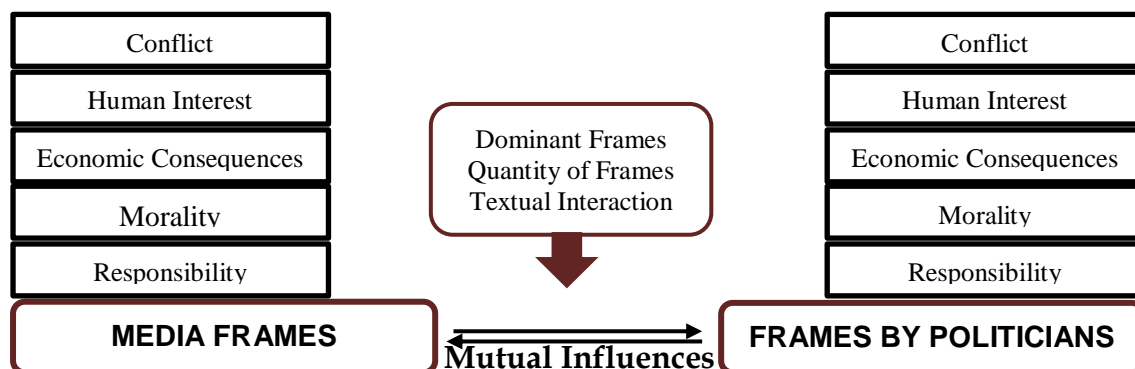 Conflict
Human Interest
Economic Consequences
Morality
Responsibility
MEDIA FRAMES
Dominant Frames
Quantity of Frames
Textual Interaction
Mutual Influences
Conflict
Human Interest
Economic Consequences
Morality
Responsibility
FRAMES BY POLITICIANS